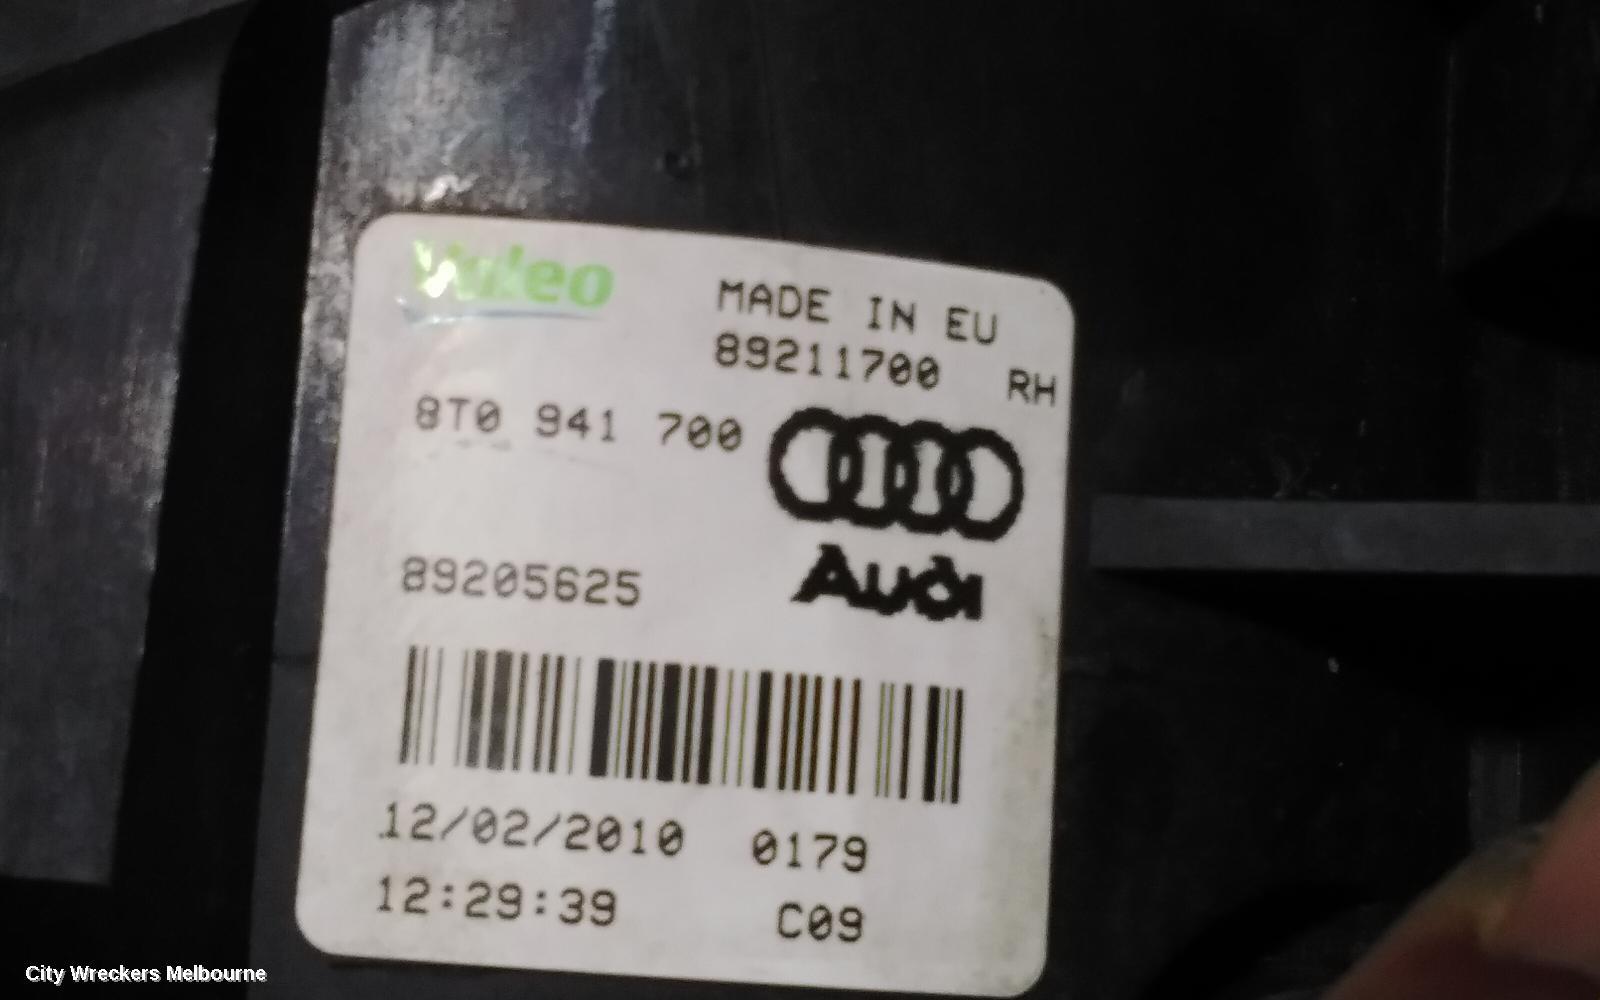 Valeo
MADE IN EU
89211700 RH
8T0 941 700
Audi
89205625
12/02/2010 0179
12:29:39 C09
City Wreckers Melbourne